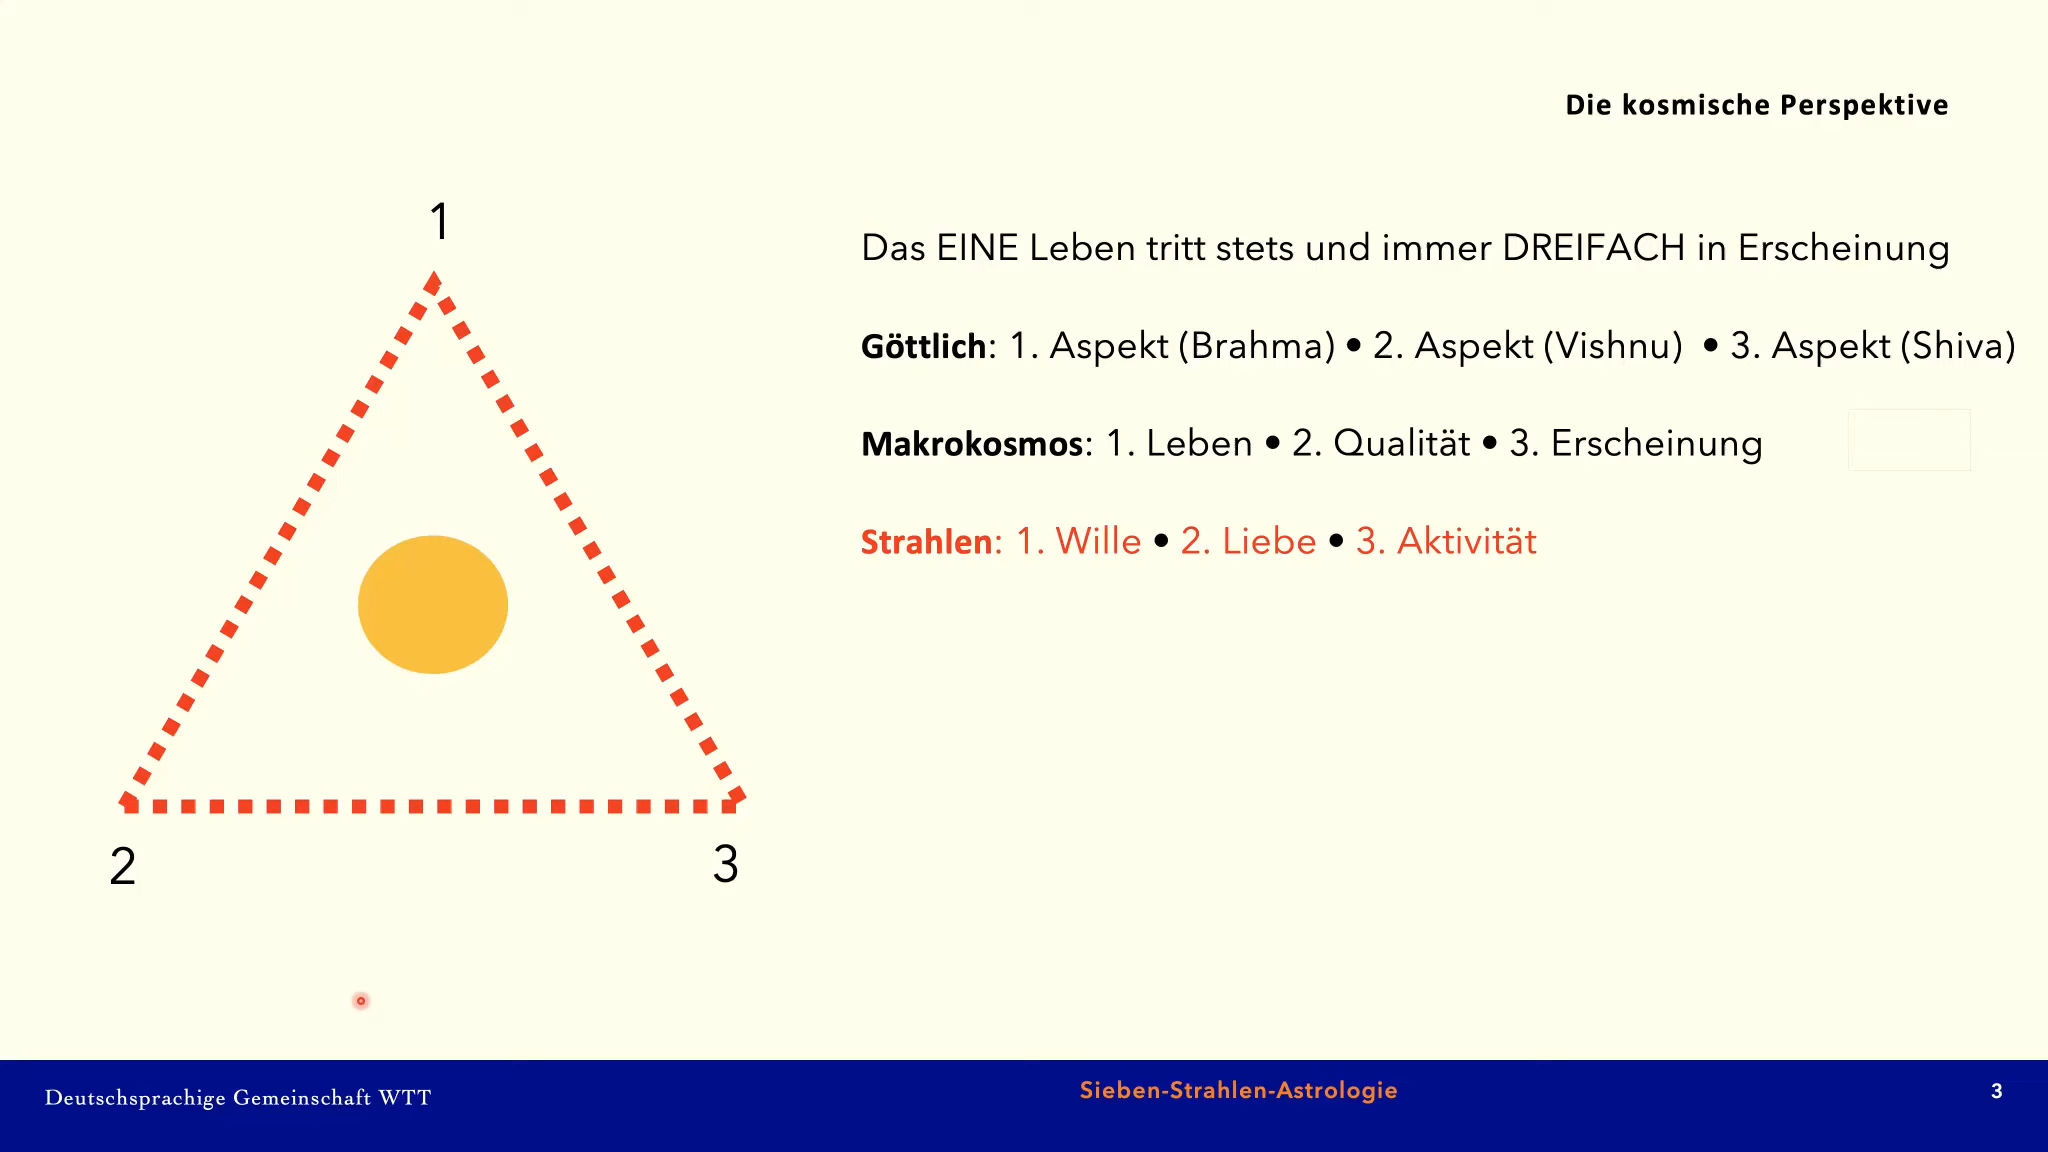 Die kosmische Perspektive
1
Das EINE Leben tritt stets und immer DREIFACH in Erscheinung
Göttlich: 1. Aspekt (Brahma) • 2. Aspekt (Vishnu) • 3. Aspekt (Shiva)
Makrokosmos: 1. Leben • 2. Qualität • 3. Erscheinung
Strahlen: 1. Wille • 2. Liebe • 3. Aktivität
2
3
Deutschsprachige Gemeinschaft WTT
Sieben-Strahlen-Astrologie
3